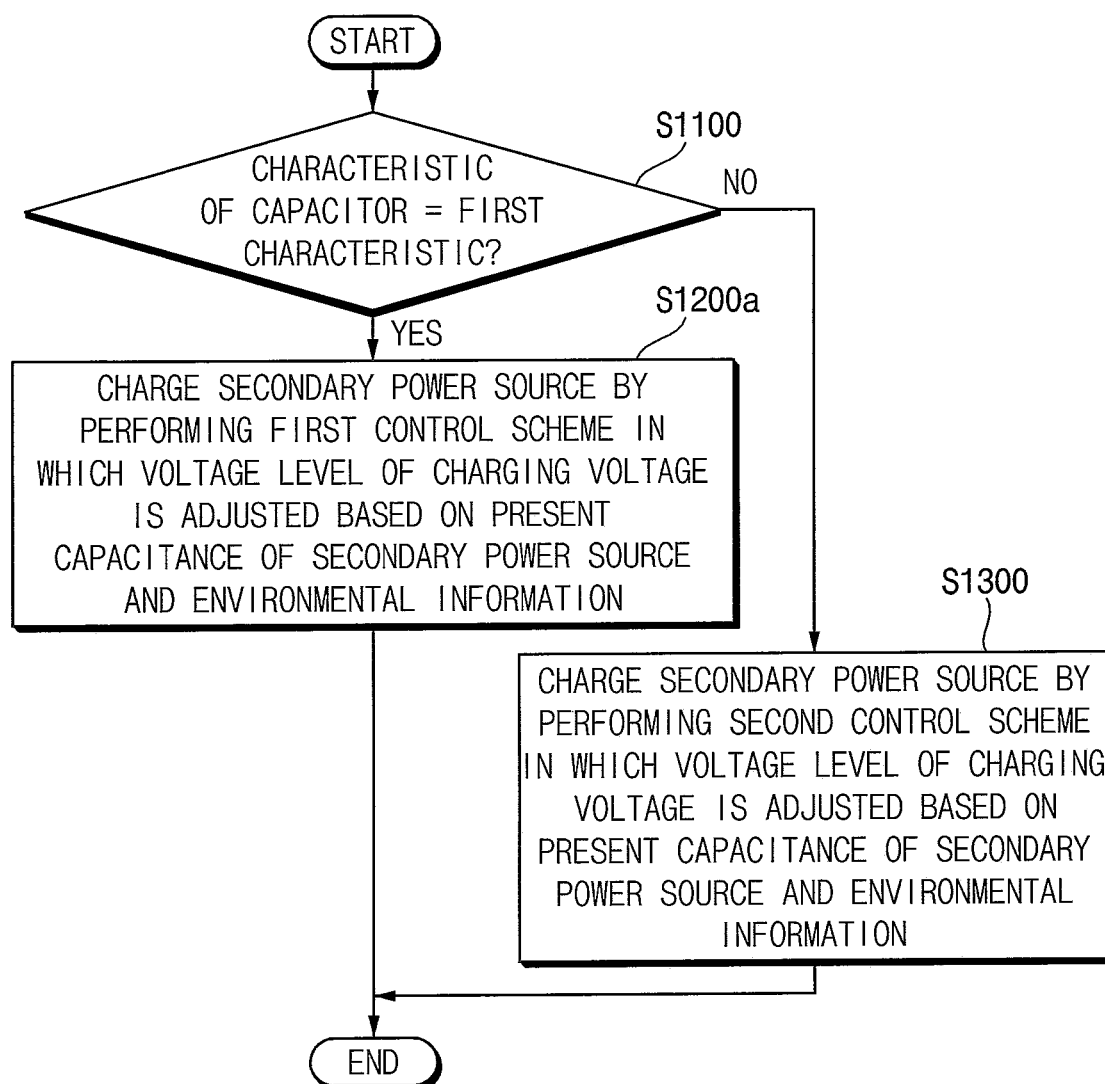 START
S1100
CHARACTERISTIC
OF CAPACITOR = FIRST
CHARACTERISTIC?
NO
YES
S1200a
CHARGE SECONDARY POWER SOURCE BY
PERFORMING FIRST CONTROL SCHEME IN
WHICH VOLTAGE LEVEL OF CHARGING VOLTAGE
IS ADJUSTED BASED ON PRESENT
CAPACITANCE OF SECONDARY POWER SOURCE
AND ENVIRONMENTAL INFORMATION
S1300
CHARGE SECONDARY POWER SOURCE BY
PERFORMING SECOND CONTROL SCHEME
IN WHICH VOLTAGE LEVEL OF CHARGING
VOLTAGE IS ADJUSTED BASED ON
PRESENT CAPACITANCE OF SECONDARY
POWER SOURCE AND ENVIRONMENTAL
INFORMATION
END